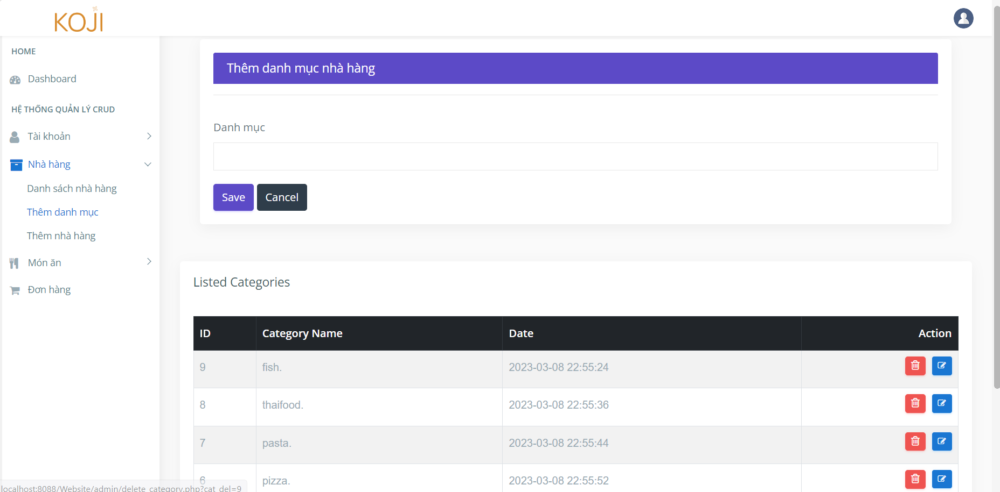 KOJI
HOME
Dashboard
HỆ THỐNG QUẢN LÝ CRUD
Tài khoản
Nhà hàng
Danh sách nhà hàng
Thêm danh mục
Thêm nhà hàng
Món ăn
Đơn hàng
Thêm danh mục nhà hàng
Danh mục
Save Cancel
Listed Categories
ID Category Name Date Action
9 fish. 2023-03-08 22:55:24
8 thaifood. 2023-03-08 22:55:36
7 pasta. 2023-03-08 22:55:44
6 pizza. 2023-03-08 22:55:52
localhost:8088/Website/admin/delete_category.php?cat_del=9